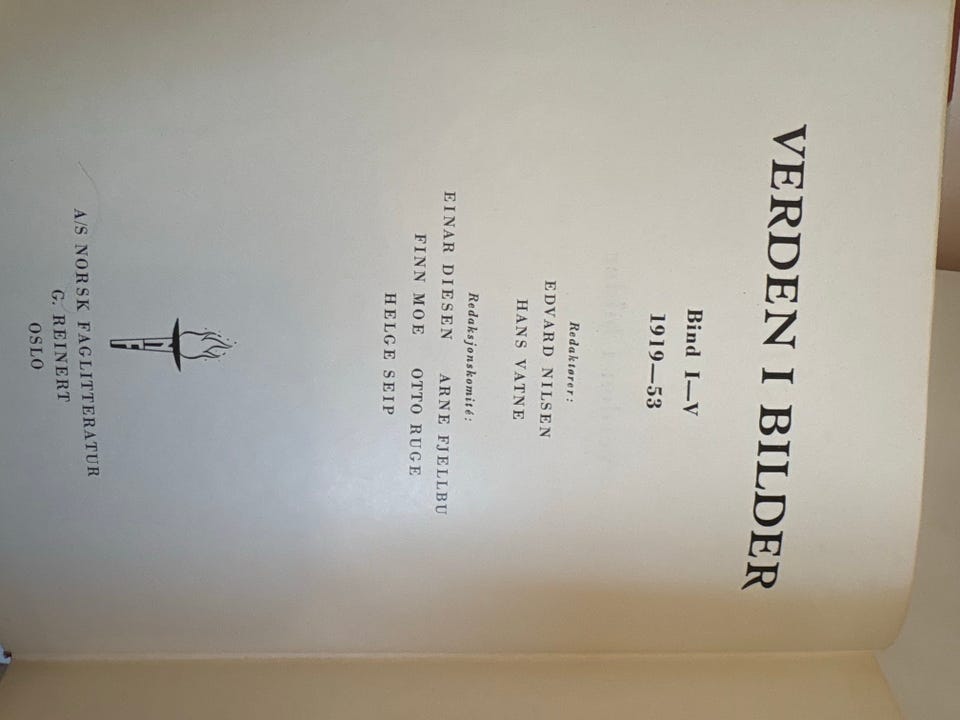 VERDEN I BILDER
Bind I—V
1919—53
Redaktører:
EDVARD NILSEN
HANS VATNE
Redaksjonskomité:
EINAR DIESEN ARNE FJELLBU
FINN MOE OTTO RUGE
HELGE SEIP
A/S NORSK FAGLITTERATUR
G. REINERT
OSLO